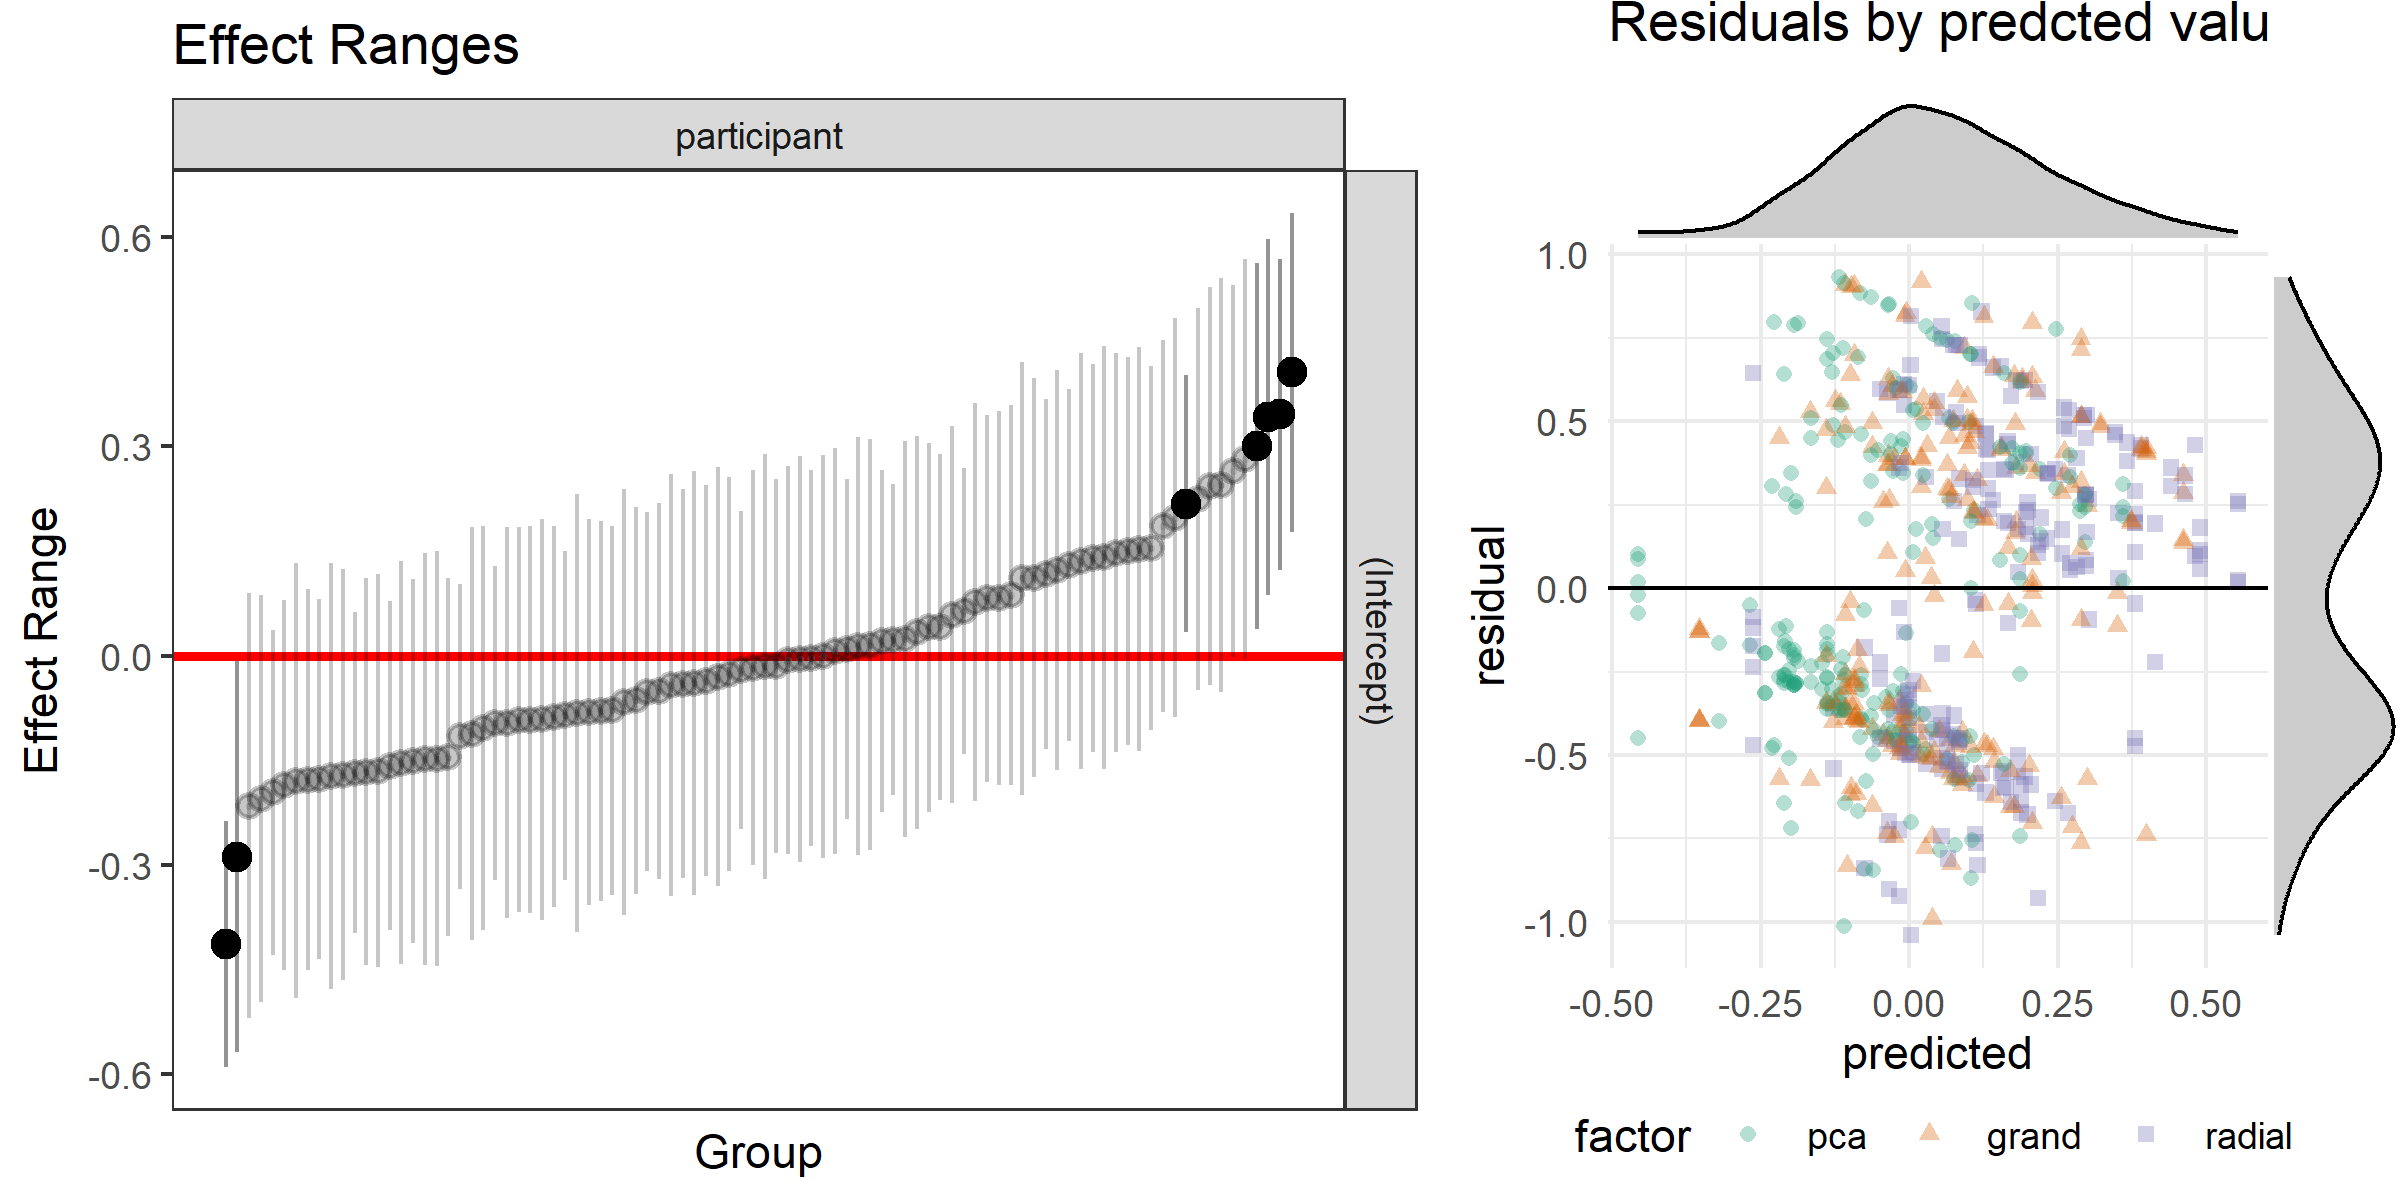 Effect Ranges
participant
0.6
0.3
0.0
-0.3
-0.6
Effect Range
(Intercept)
Group
Residuals by predcted valu
1.0
0.5
0.0
-0.5
-1.0
residual
-0.50 -0.25 0.00 0.25 0.50
predicted
factor pca grand radial